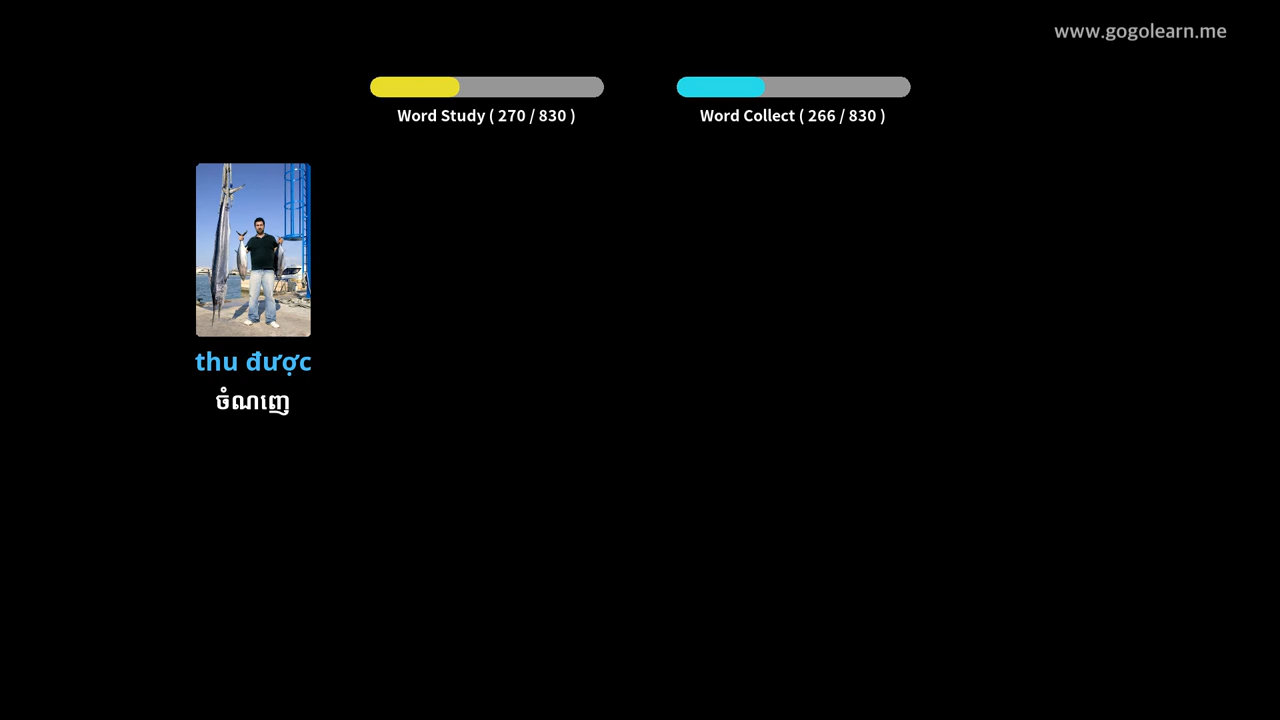 www.gogolearn.me
Word Study ( 270 / 830 )
Word Collect ( 266 / 830 )
thu được
ចំណញេ